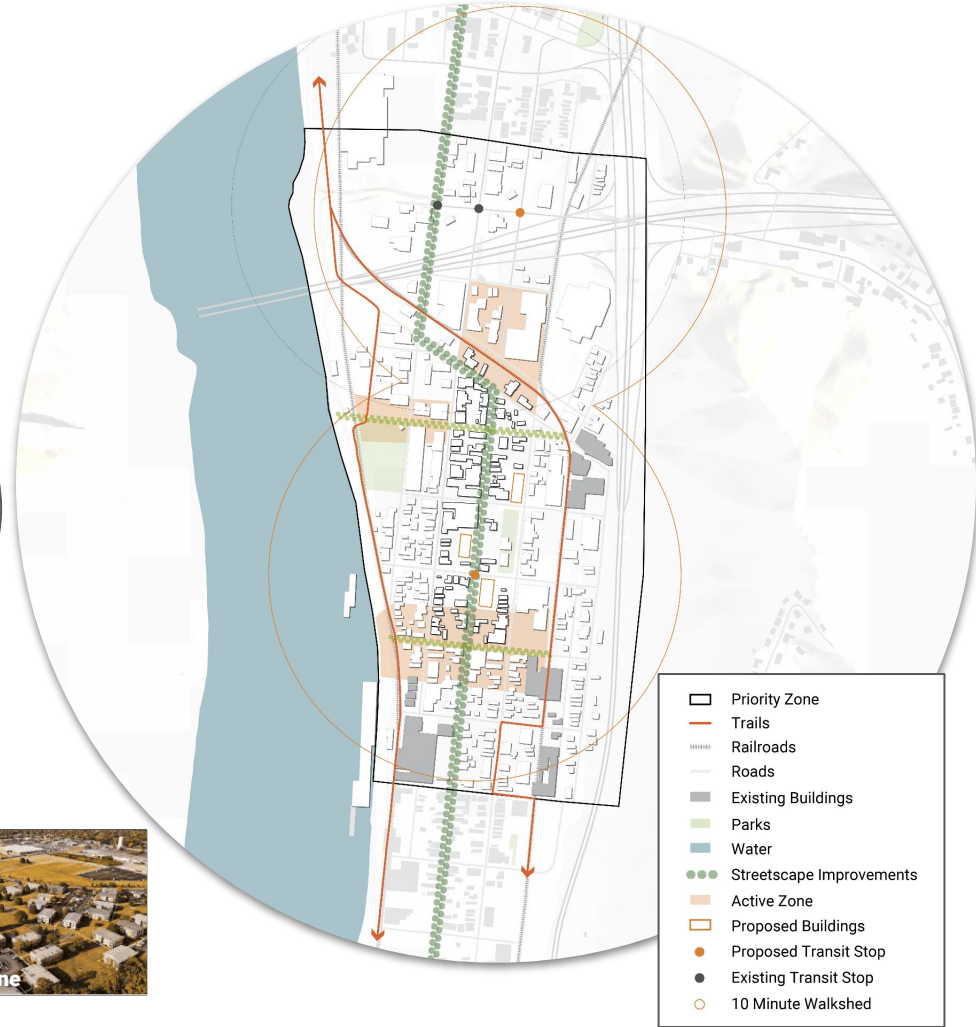 Priority Zone
Trails
Railroads
Roads
Existing Buildings
Parks
Water
Streetscape Improvements
Active Zone
Proposed Buildings
Proposed Transit Stop
Existing Transit Stop
10 Minute Walkshed